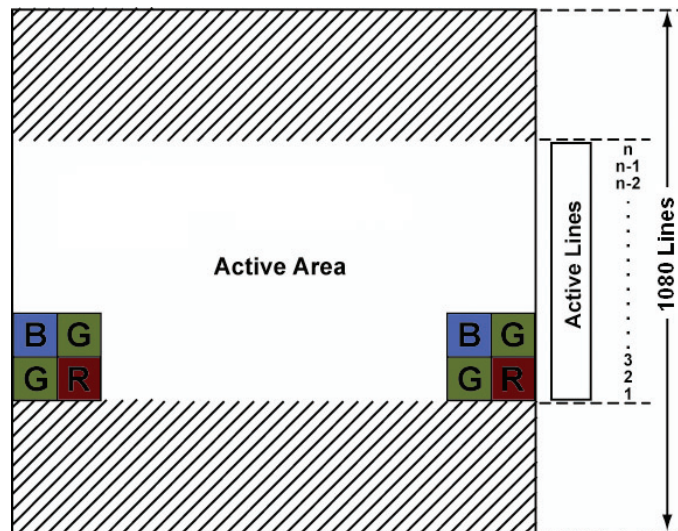 n
n-1
n-2
Active Lines
1080 Lines
Active Area
B G
G R
B G
G R
3
2
1